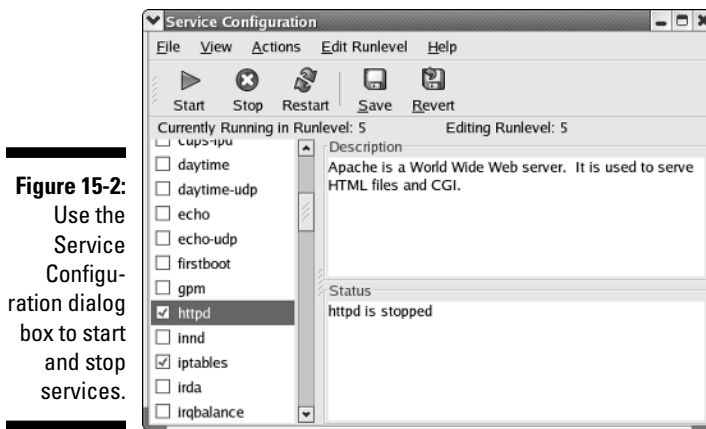 Service Configuration
File View Actions Edit Runlevel Help
Start Stop Restart Save Revert
Currently Running in Runlevel: 5 Editing Runlevel: 5
cups-lpd
daytime
daytime-udp
echo
echo-udp
firstboot
gpm
httpd
innd
iptables
irda
irqbalance
Description
Apache is a World Wide Web server. It is used to serve
HTML files and CGI.
Status
httpd is stopped
Figure 15-2:
Use the
Service
Configu-
ration dialog
box to start
and stop
services.